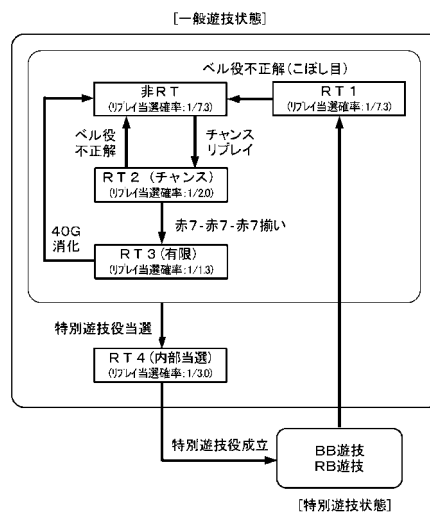 [一般遊技状態]
ベル役不正解(こぼし目)
非RT
(リプレイ当選確率:1/7.3)
RT1
(リプレイ当選確率:1/7.3)
ベル役
不正解
チャンス
リプレイ
RT2 (チャンス)
(リプレイ当選確率:1/2.0)
40G
消化
赤7-赤7-赤7揃い
RT3(有限)
(リプレイ当選確率:1/1.3)
特別遊技役当選
RT4(内部当選)
(リプレイ当選確率:1/3.0)
特別遊技役成立
BB遊技
RB遊技
[特別遊技状態]